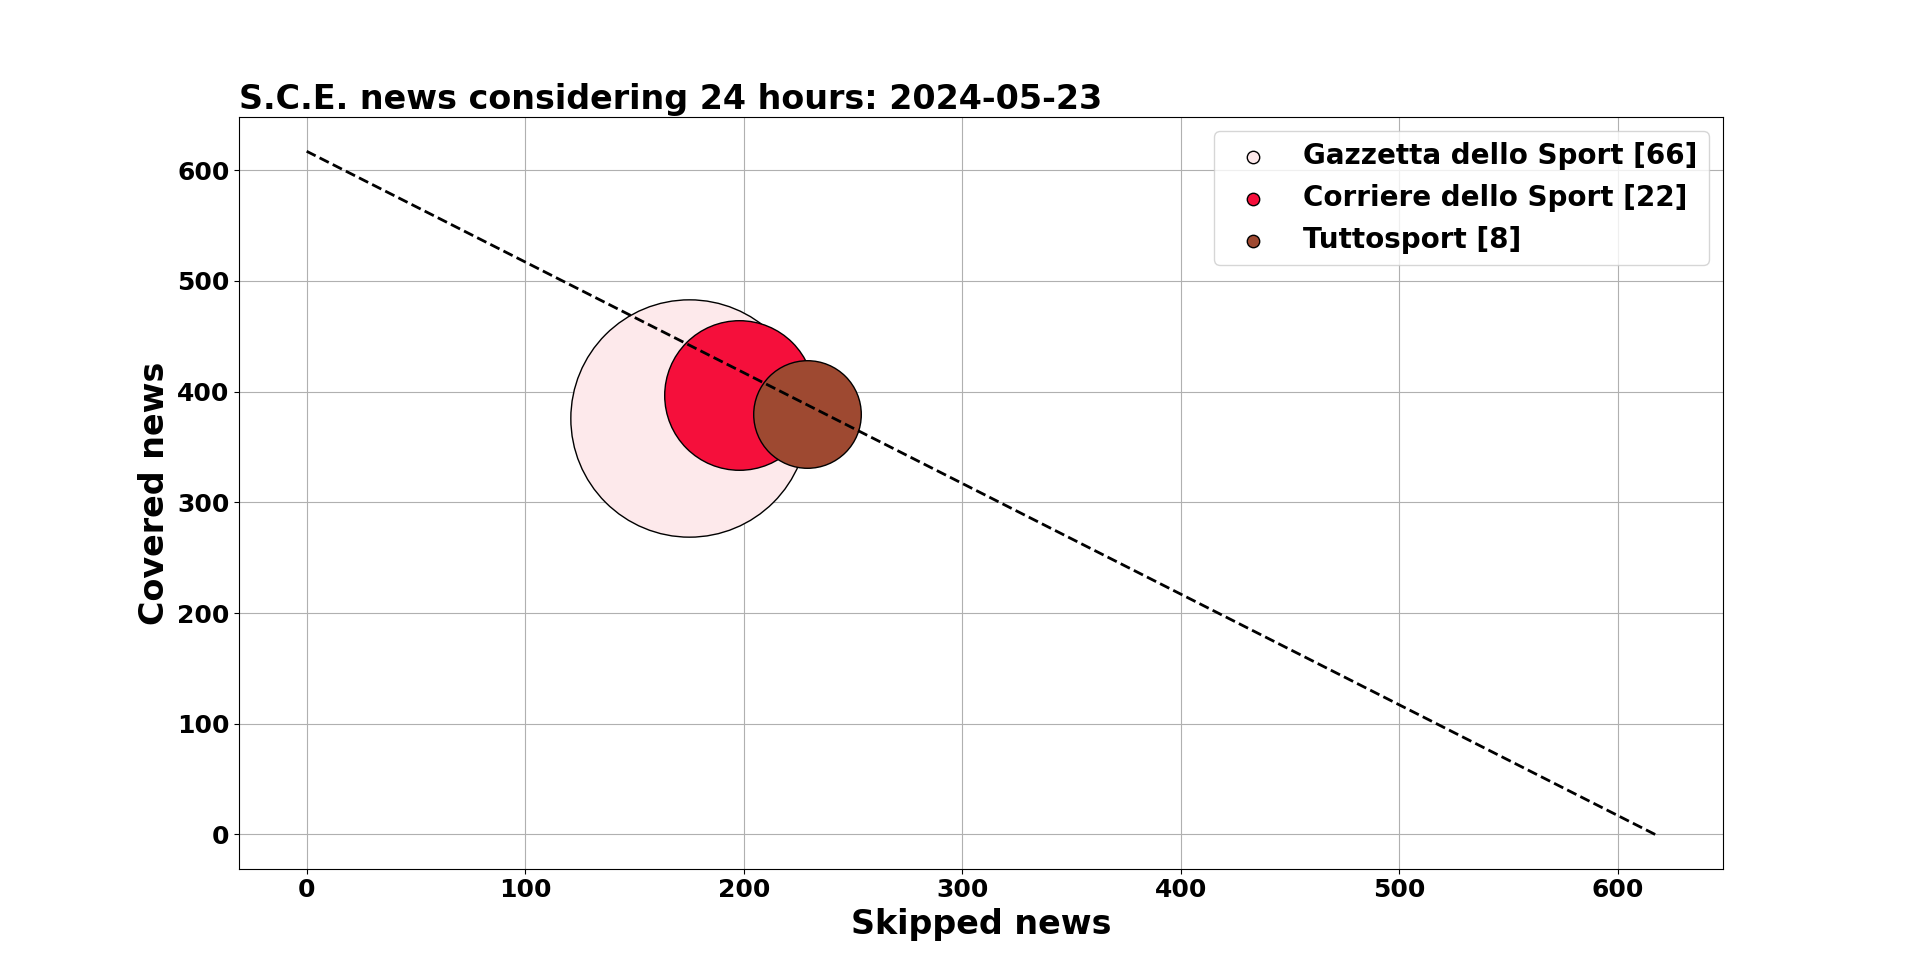 S.C.E. news considering 24 hours: 2024-05-23
Gazzetta dello Sport [66]
Corriere dello Sport [22]
Tuttosport [8]
Covered news
600
500
400
300
200
100
0
0 100 200 300 400 500 600
Skipped news